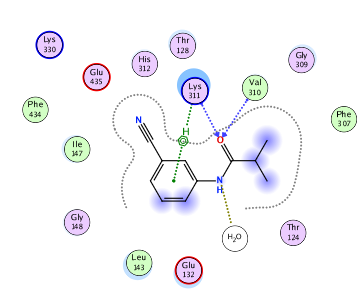 Lys
330
Glu
435
His
312
Thr
128
Gly
309
Lys
311
Val
310
Phe
434
Phe
307
N
H
O
Ile
147
N
H
Gly
148
Thr
124
H₂O
Leu
143
Glu
132